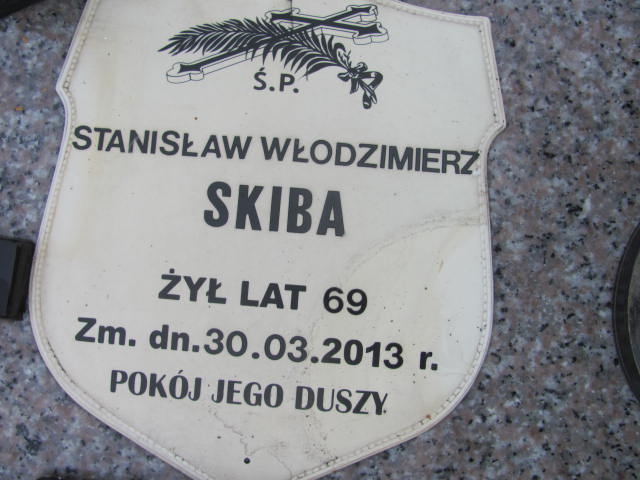 Ś.P.
STANISŁAW WŁODZIMIERZ
SKIBA
ŻYŁ LAT 69
Zm. dn. 30.03.2013 r.
POKÓJ JEGO DUSZY.